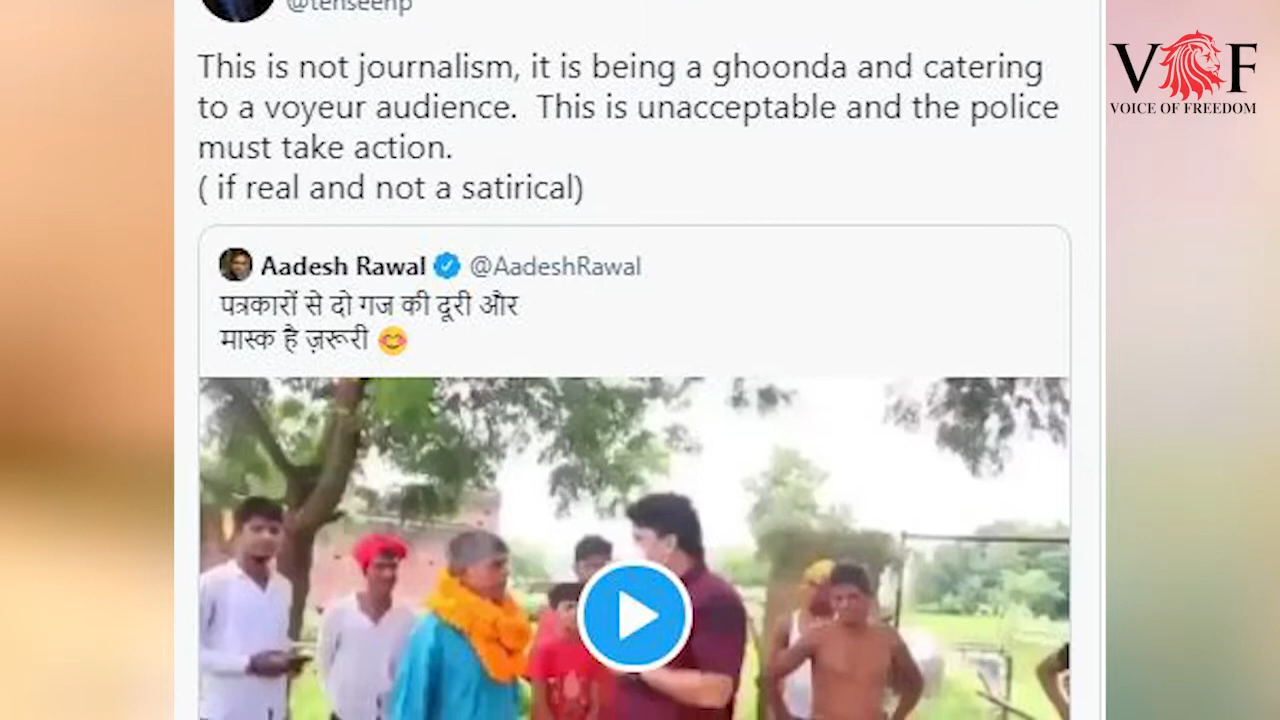 @tenseenp
This is not journalism, it is being a ghoonda and catering
to a voyeur audience. This is unacceptable and the police
must take action.
( if real and not a satirical)
Aadesh Rawal @AadeshRawal
पत्रकारों से दो गज की दूरी और
मास्क है ज़रूरी
VOF
VOICE OF FREEDOM